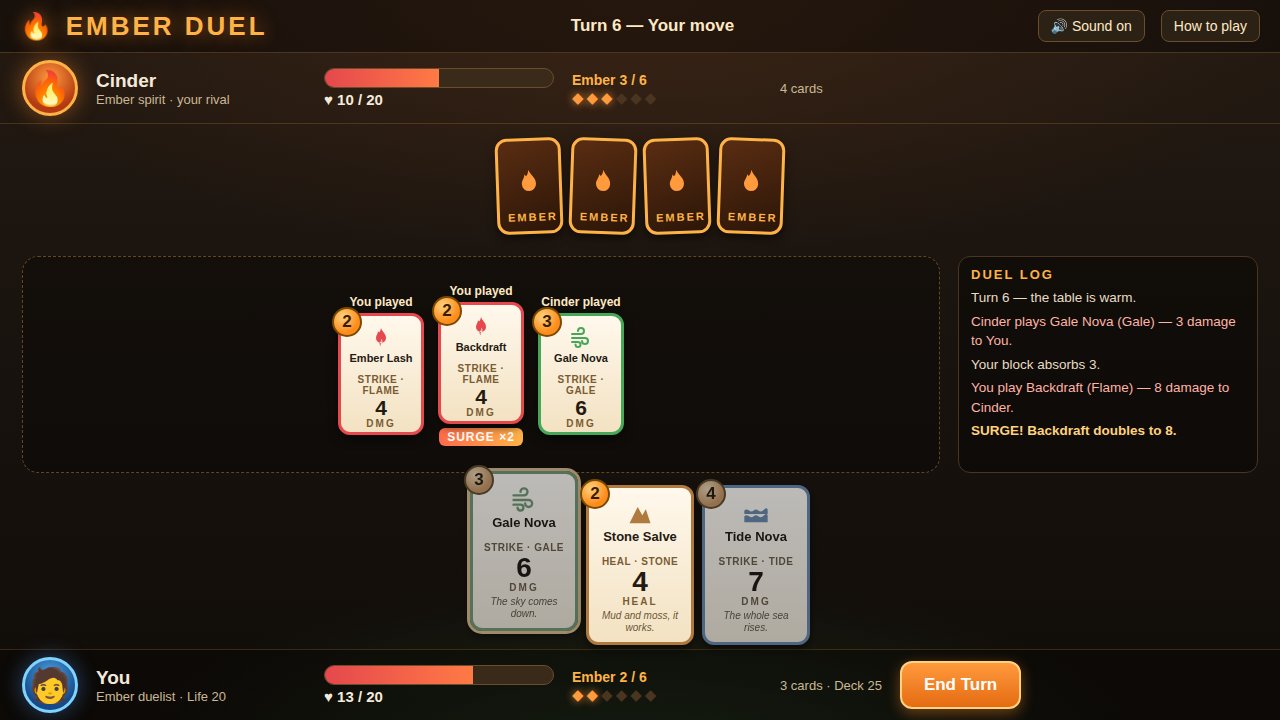 EMBER DUEL
Turn 6 — Your move
🔊 Sound on
How to play
Cinder
Ember spirit · your rival
♥ 10 / 20
Ember 3 / 6
4 cards
EMBER
EMBER
EMBER
EMBER
You played
2
Ember Lash
STRIKE ·
FLAME
4
DMG
You played
2
Backdraft
STRIKE ·
FLAME
4
DMG
SURGE ×2
Cinder played
3
Gale Nova
STRIKE ·
GALE
6
DMG
DUEL LOG
Turn 6 — the table is warm.
Cinder plays Gale Nova (Gale) — 3 damage
to You.
Your block absorbs 3.
You play Backdraft (Flame) — 8 damage to
Cinder.
SURGE! Backdraft doubles to 8.
3
Gale Nova
STRIKE · GALE
6
DMG
The sky comes
down.
2
Stone Salve
HEAL · STONE
4
HEAL
Mud and moss, it
works.
4
Tide Nova
STRIKE · TIDE
7
DMG
The whole sea
rises.
You
Ember duelist · Life 20
♥ 13 / 20
Ember 2 / 6
3 cards · Deck 25
End Turn